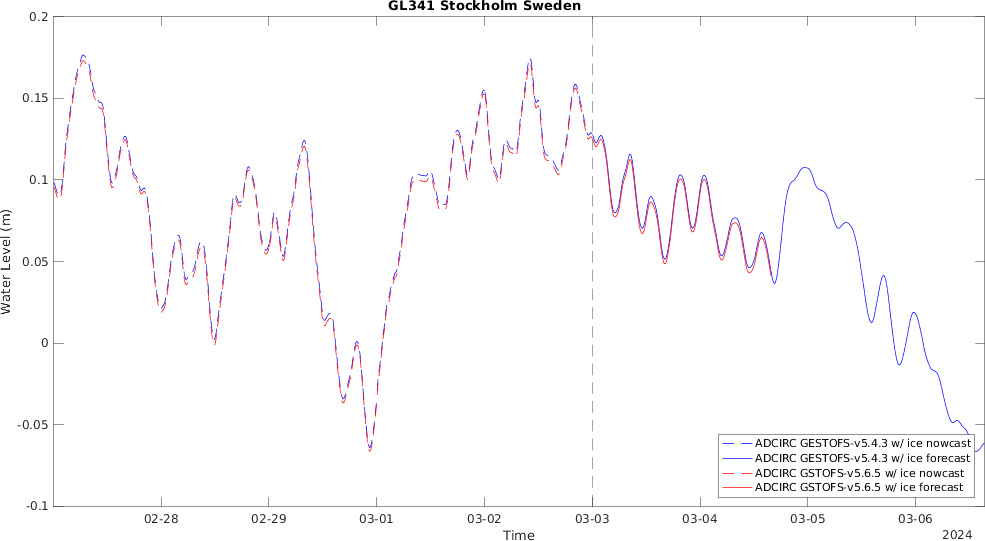 GL341 Stockholm Sweden
0.2
0.15
0.1
0.05
0
-0.05
-0.1
Water Level (m)
ADCIRC GESTOFS-v5.4.3 w/ ice nowcast
ADCIRC GESTOFS-v5.4.3 w/ ice forecast
ADCIRC GSTOFS-v5.6.5 w/ ice nowcast
ADCIRC GSTOFS-v5.6.5 w/ ice forecast
02-28 02-29 03-01 03-02 03-03 03-04 03-05 03-06
Time
2024